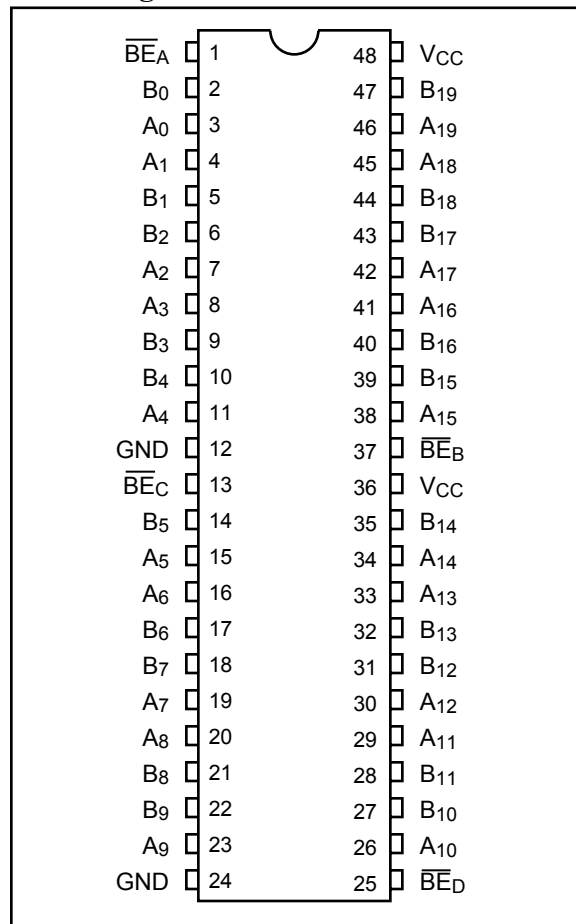 B̅E̅A 1 48 VCC
B0 2 47 B19
A0 3 46 A19
A1 4 45 A18
B1 5 44 B18
B2 6 43 B17
A2 7 42 A17
A3 8 41 A16
B3 9 40 B16
B4 10 39 B15
A4 11 38 A15
GND 12 37 B̅E̅B
B̅E̅C 13 36 VCC
B5 14 35 B14
A5 15 34 A14
A6 16 33 A13
B6 17 32 B13
B7 18 31 B12
A7 19 30 A12
A8 20 29 A11
B8 21 28 B11
B9 22 27 B10
A9 23 26 A10
GND 24 25 B̅E̅D